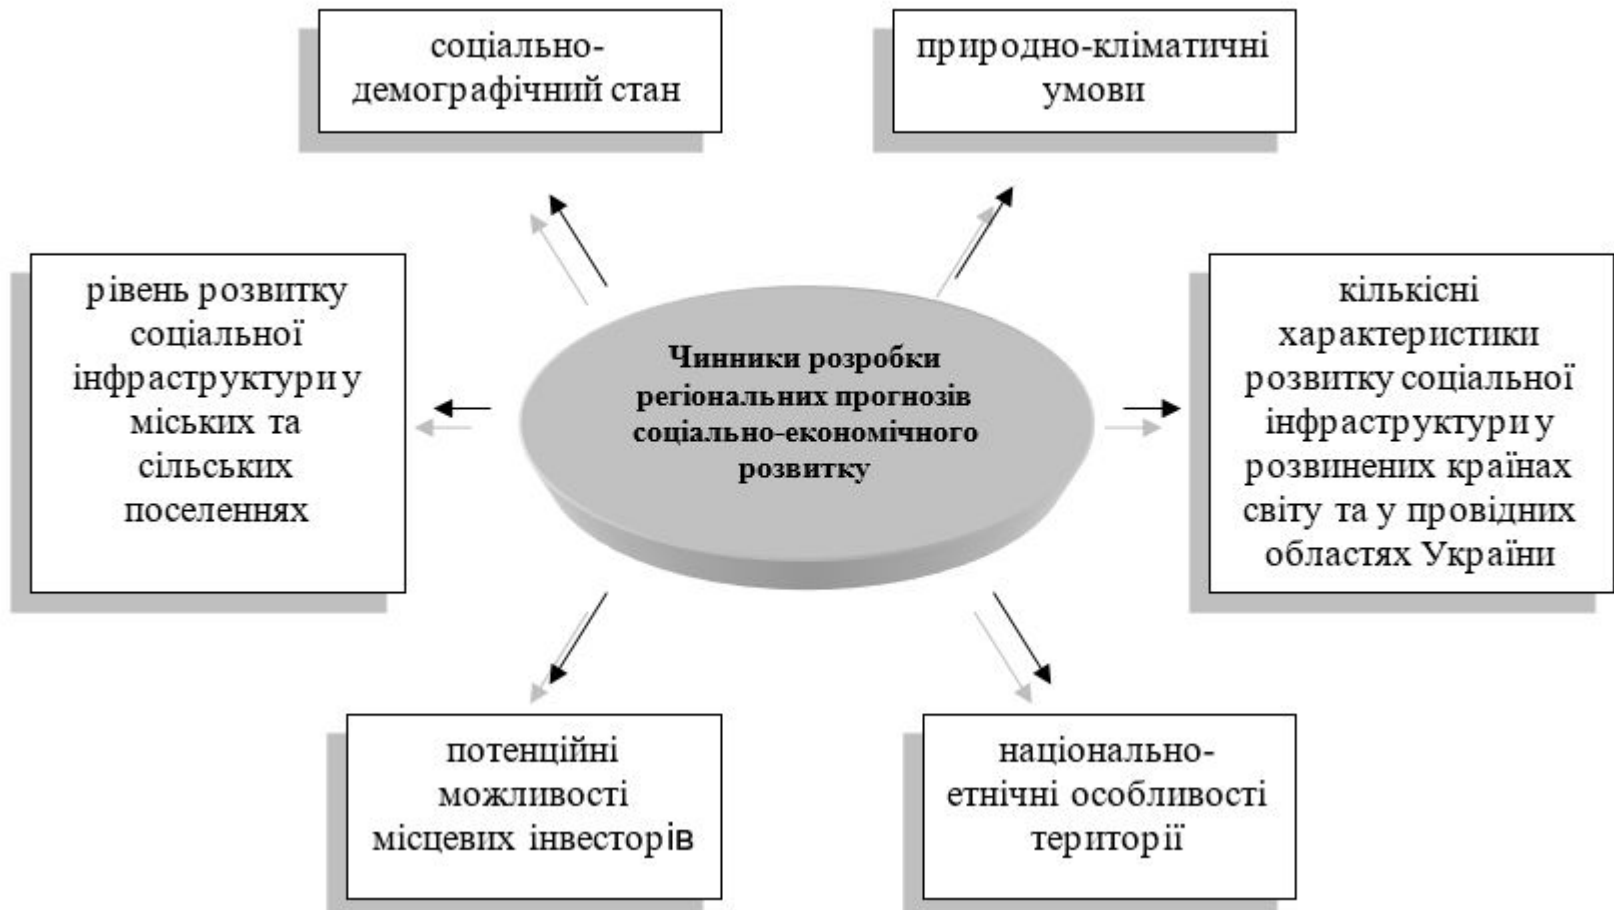 соціально-
демографічний стан
природно-кліматичні
умови
рівень розвитку
соціальної
інфраструктури у
міських та
сільських
поселеннях
Чинники розробки
регіональних прогнозів
соціально-економічного
розвитку
кількісні
характеристики
розвитку соціальної
інфраструктури у
розвинених країнах
світу та у провідних
областях України
потенційні
можливості
місцевих інвесторів
національно-
етнічні особливості
території